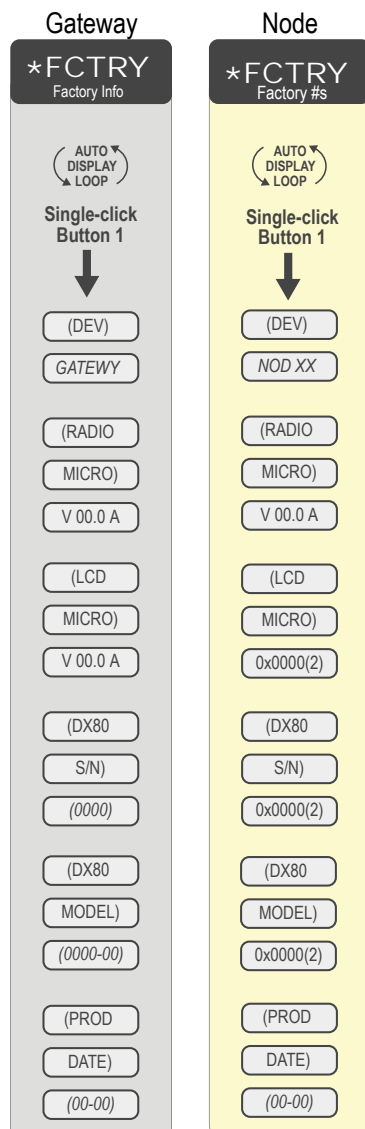 Gateway
*FCTRY
Factory Info
AUTO
DISPLAY
LOOP
Single-click
Button 1
(DEV)
GATEWY
(RADIO
MICRO)
V 00.0 A
(LCD
MICRO)
V 00.0 A
(DX80
S/N)
(0000)
(DX80
MODEL)
(0000-00)
(PROD
DATE)
(00-00)
Node
*FCTRY
Factory #s
AUTO
DISPLAY
LOOP
Single-click
Button 1
(DEV)
NOD XX
(RADIO
MICRO)
V 00.0 A
(LCD
MICRO)
0x0000(2)
(DX80
S/N)
0x0000(2)
(DX80
MODEL)
0x0000(2)
(PROD
DATE)
(00-00)